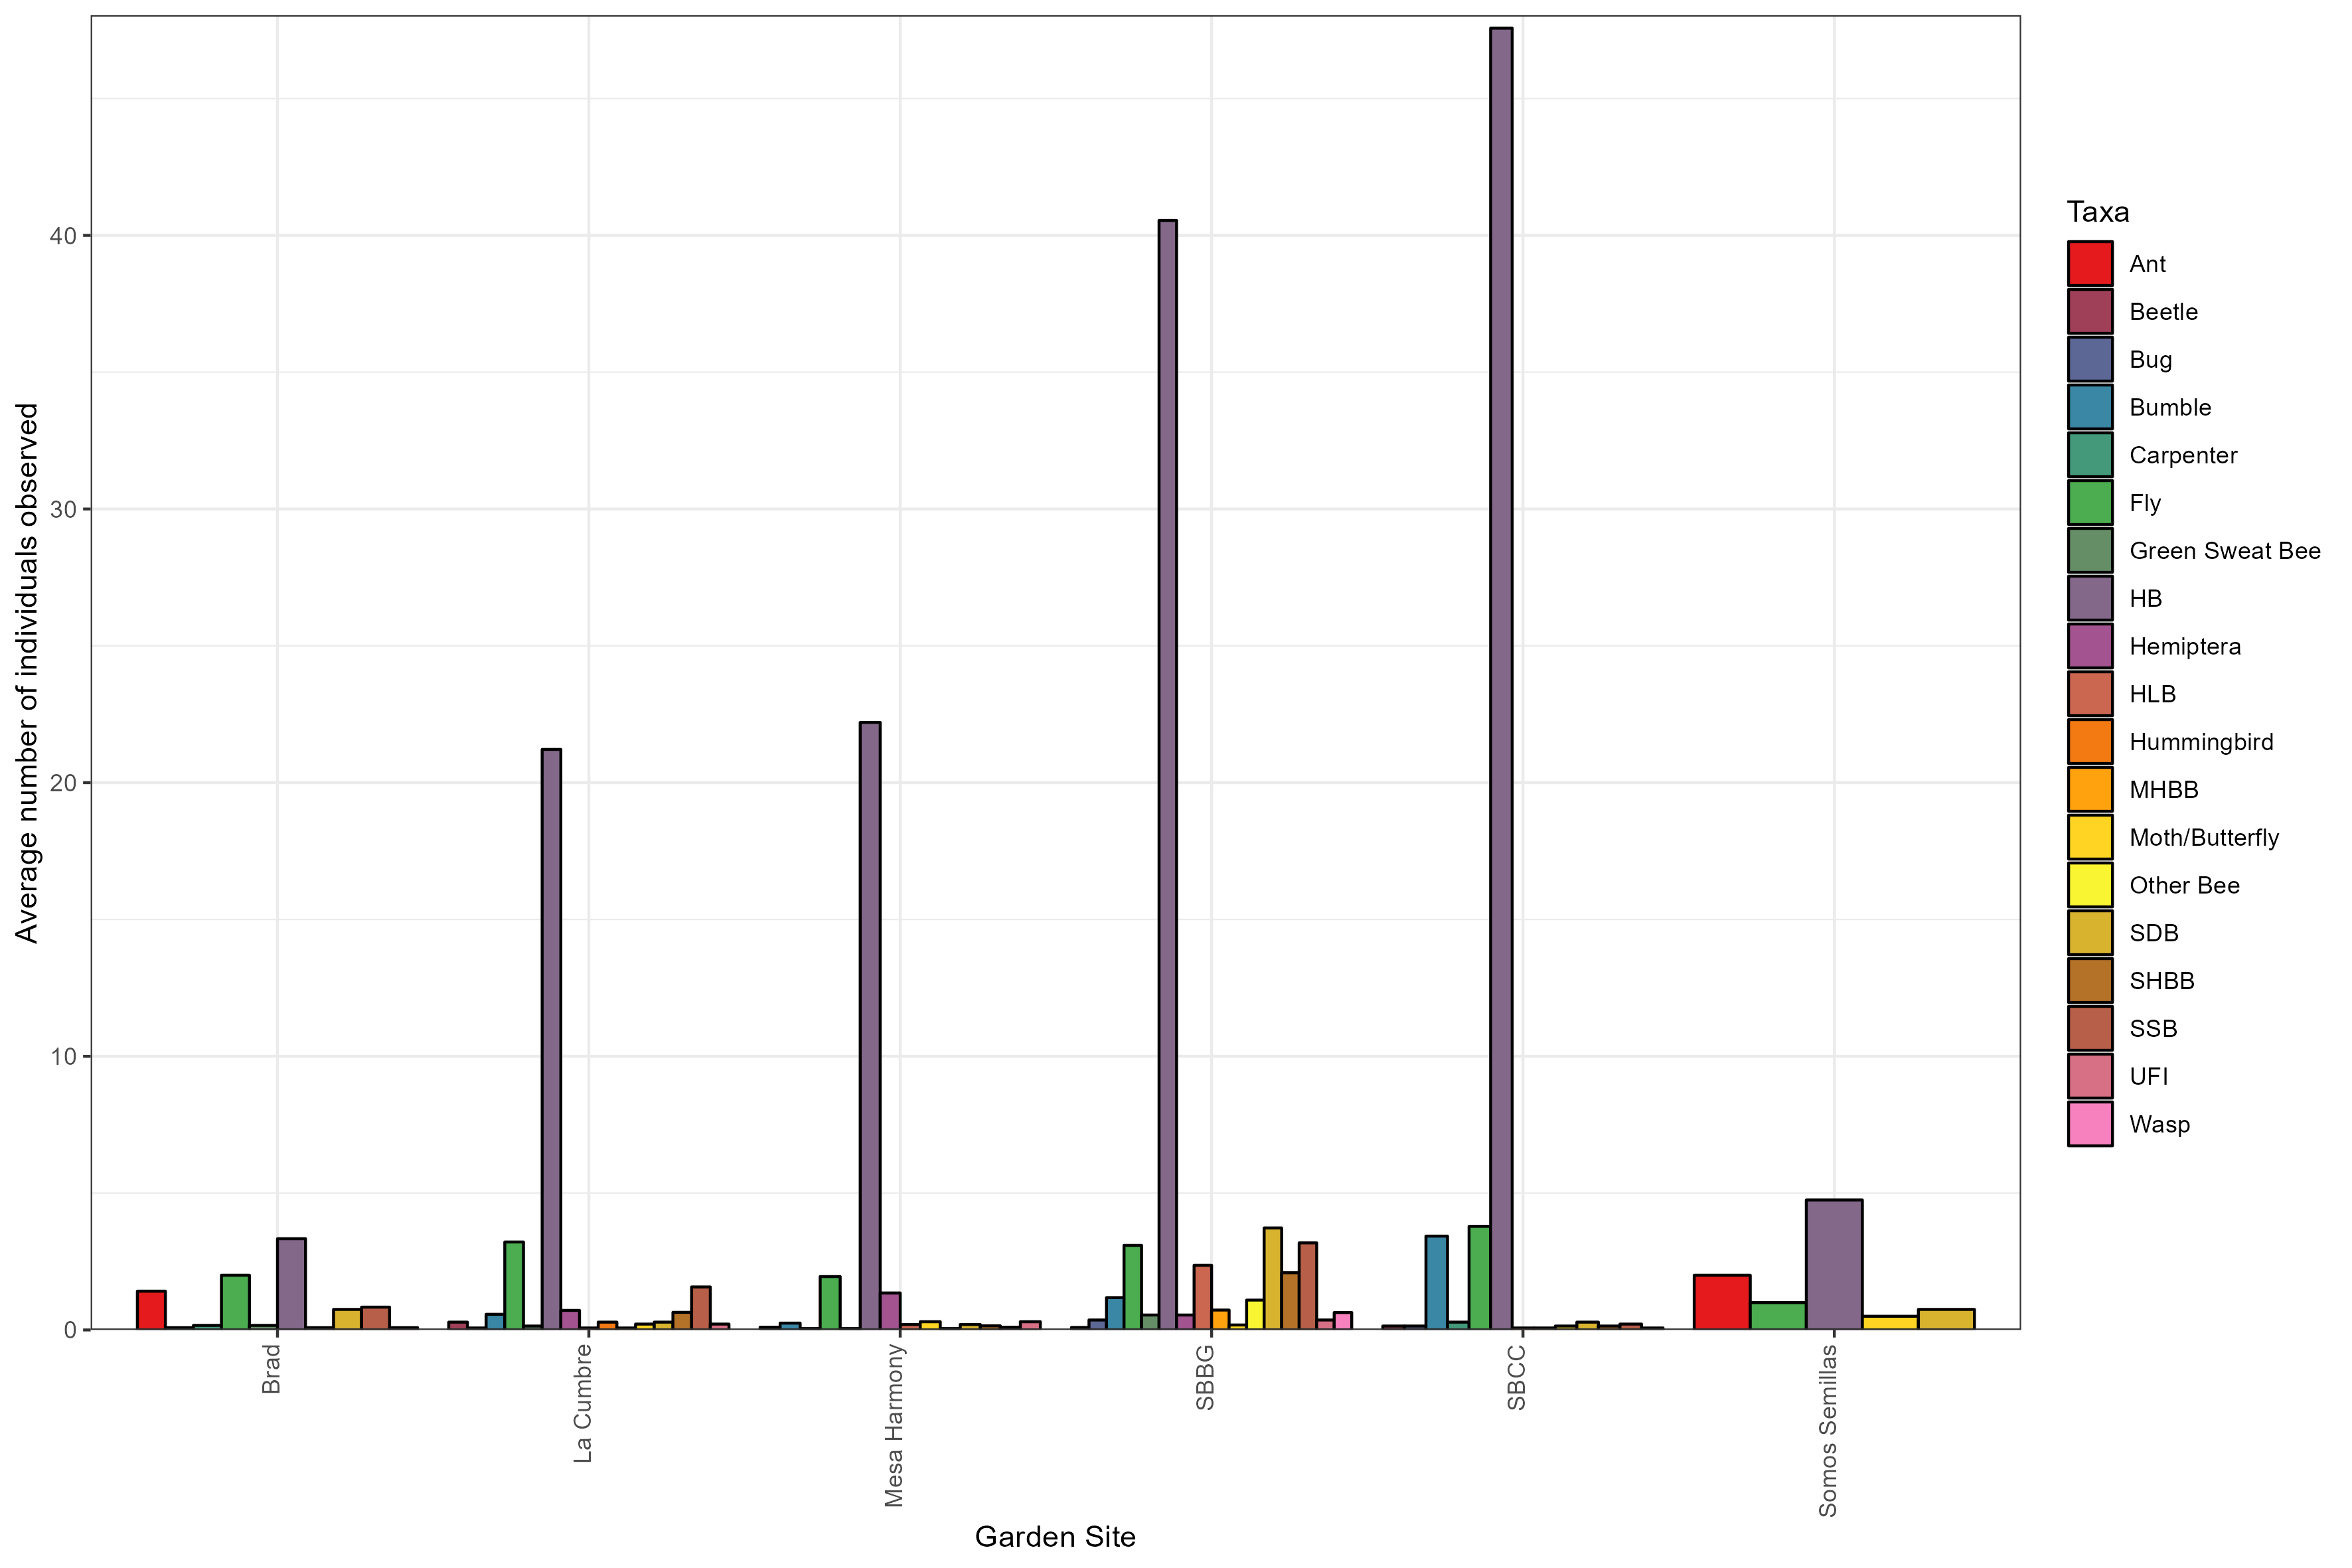 Average number of individuals observed
40
30
20
10
0
Brad
La Cumbre
Mesa Harmony
SBBG
SBCC
Somos Semillas
Garden Site
Taxa
Ant
Beetle
Bug
Bumble
Carpenter
Fly
Green Sweat Bee
HB
Hemiptera
HLB
Hummingbird
MHBB
Moth/Butterfly
Other Bee
SDB
SHBB
SSB
UFI
Wasp